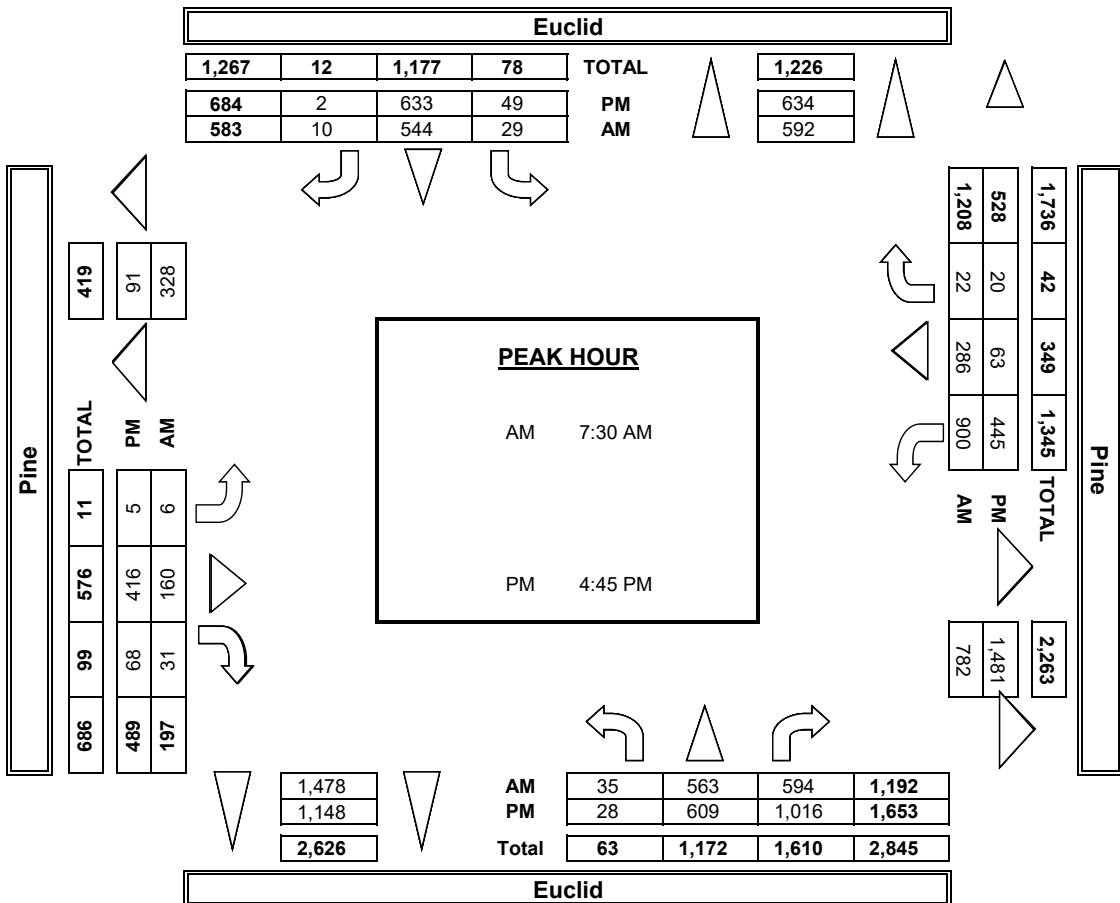 Euclid
1,267 12 1,177 78 TOTAL 1,226
684 2 633 49 PM 634
583 10 544 29 AM 592
Pine
419
91
328
TOTAL
PM
AM
11 576 99 686
5 416 68 489
6 160 31 197
PEAK HOUR
AM 7:30 AM
PM 4:45 PM
1,736 42 349 1,345 TOTAL 2,263
528 20 63 445 PM 1,481
1,208 22 286 900 AM 782
Pine
1,478 AM 35 563 594 1,192
1,148 PM 28 609 1,016 1,653
2,626 Total 63 1,172 1,610 2,845
Euclid